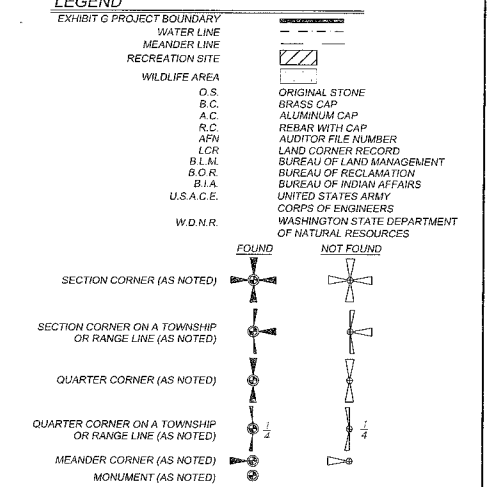 LEGEND
EXHIBIT G PROJECT BOUNDARY
WATER LINE
MEANDER LINE
RECREATION SITE
WILDLIFE AREA
O.S. ORIGINAL STONE
B.C. BRASS CAP
A.C. ALUMINUM CAP
R.C. REBAR WITH CAP
AFN AUDITOR FILE NUMBER
LCR LAND CORNER RECORD
B.L.M. BUREAU OF LAND MANAGEMENT
B.O.R. BUREAU OF RECLAMATION
B.I.A. BUREAU OF INDIAN AFFAIRS
U.S.A.C.E. UNITED STATES ARMY
CORPS OF ENGINEERS
W.D.N.R. WASHINGTON STATE DEPARTMENT
OF NATURAL RESOURCES
FOUND NOT FOUND
SECTION CORNER (AS NOTED)
SECTION CORNER ON A TOWNSHIP
OR RANGE LINE (AS NOTED)
QUARTER CORNER (AS NOTED)
QUARTER CORNER ON A TOWNSHIP
OR RANGE LINE (AS NOTED) 1/4 1/4
MEANDER CORNER (AS NOTED)
MONUMENT (AS NOTED)